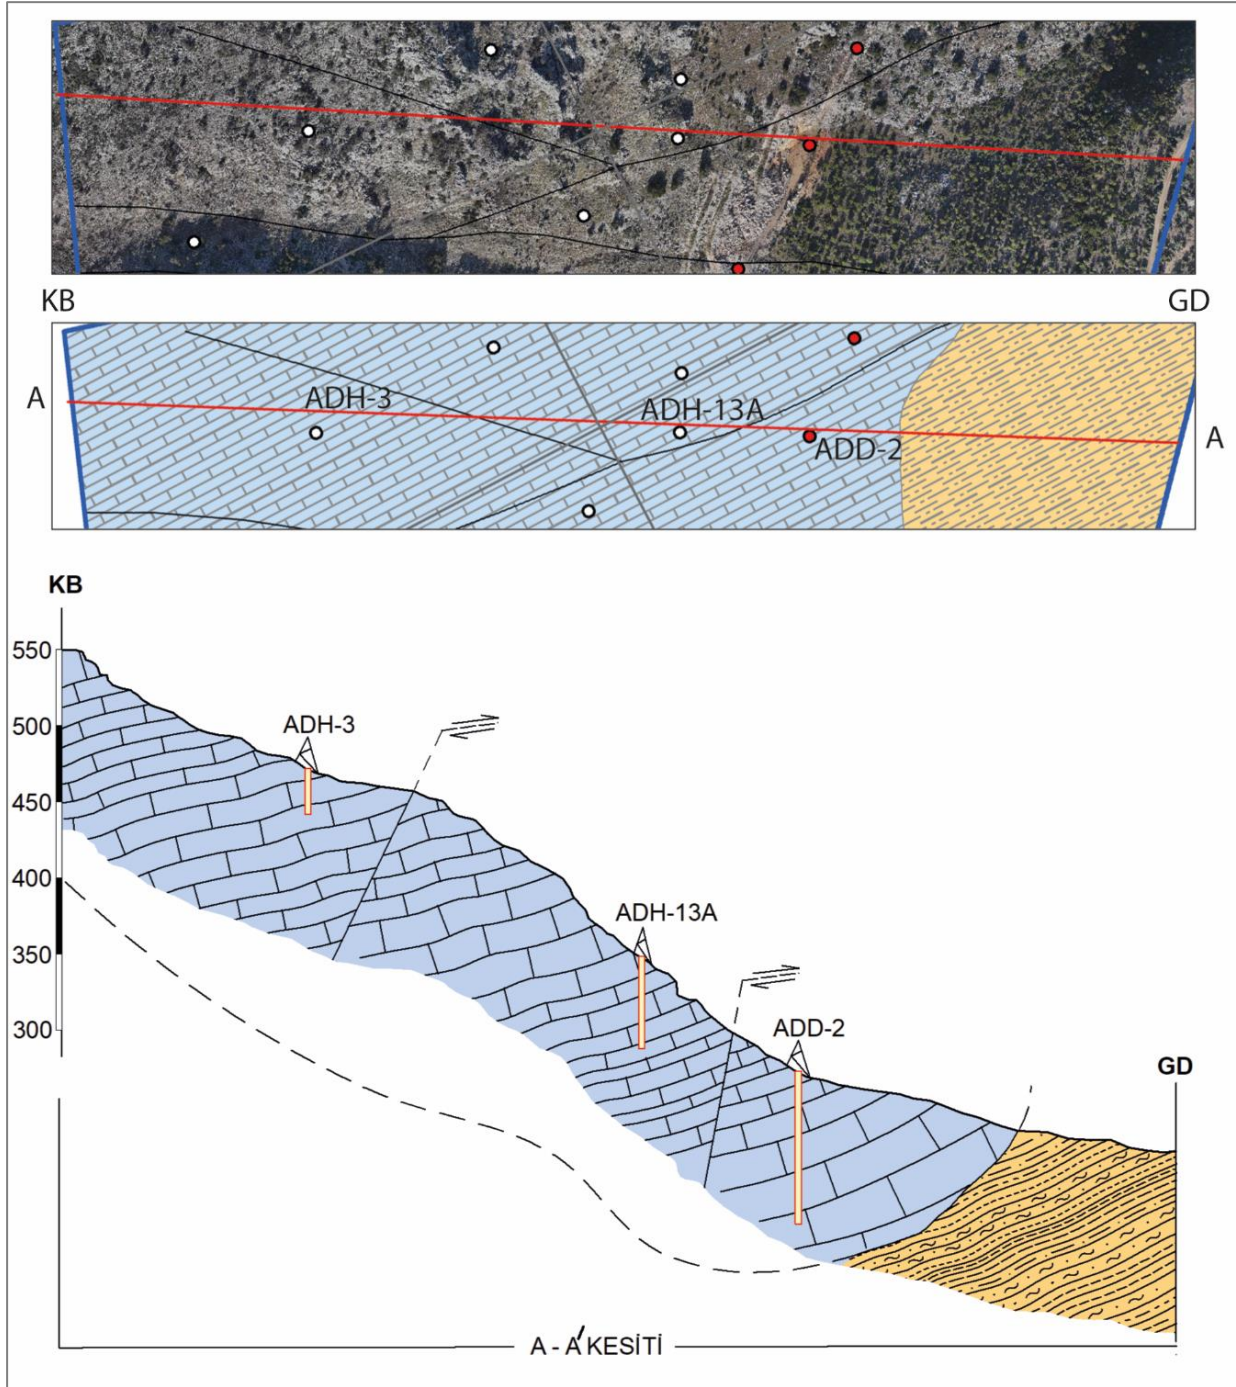 KB GD
A ADH-3 ADH-13A ADD-2 A
KB
550
500
450
400
350
300
ADH-3
ADH-13A
ADD-2
GD
A - A' KESİTİ